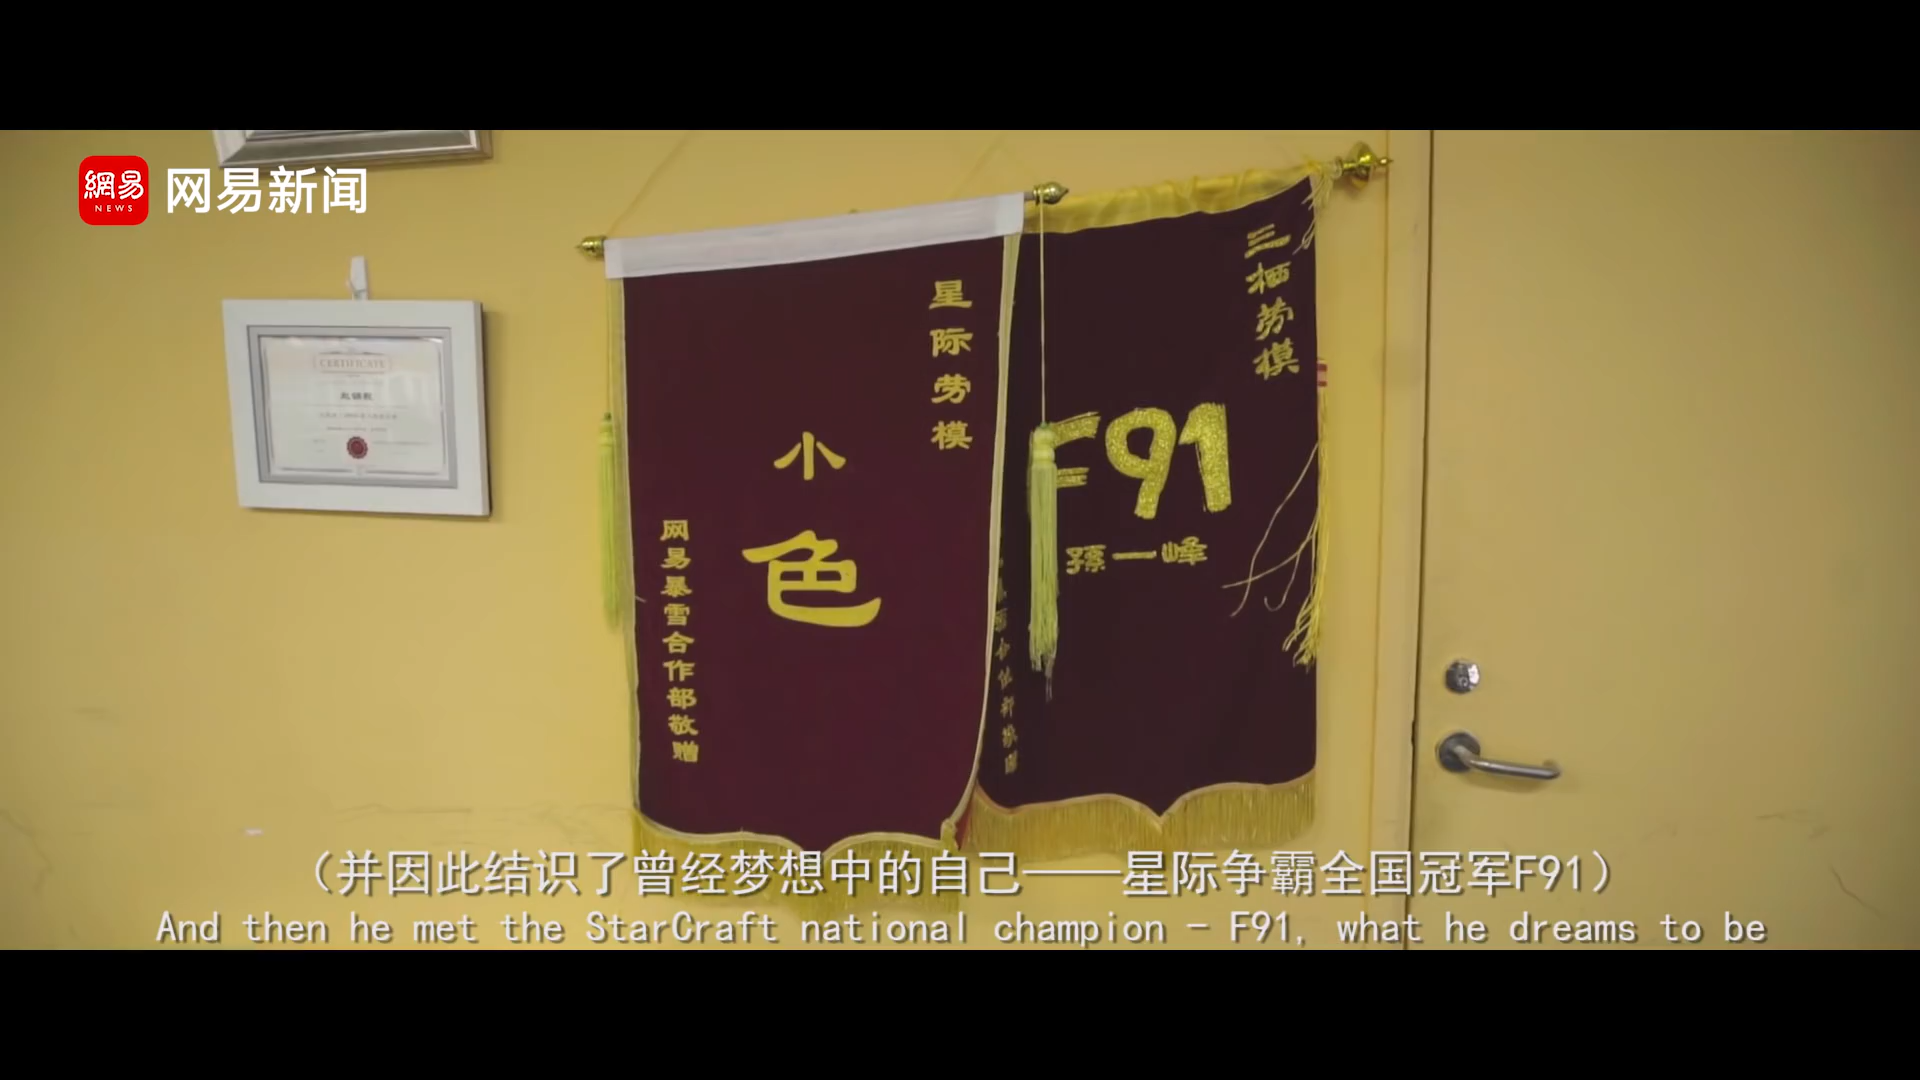 網易
NEWS
网易新闻
CERTIFICATE
星际劳模
小色
网易暴雪合作部敬赠
三栖劳模
F91
孫一峰
（并因此结识了曾经梦想中的自己——星际争霸全国冠军F91）
And then he met the StarCraft national champion - F91, what he dreams to be